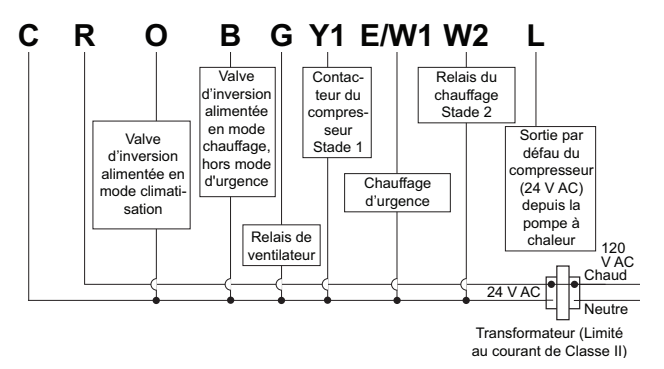 C R O B G Y1 E/W1 W2 L
Valve
d'inversion
alimentée en
mode climati-
sation
Valve
d'inversion
alimentée
en mode
chauffage,
hors mode
d'urgence
Relais de
ventilateur
Contac-
teur du
compres-
seur
Stade 1
Chauffage
d'urgence
Relais du
chauffage
Stade 2
Sortie par
défau du
compresseur
(24 V AC)
depuis la
pompe à
chaleur
120
V AC
Chaud
24 V AC
Neutre
Transformateur (Limité
au courant de Classe II)